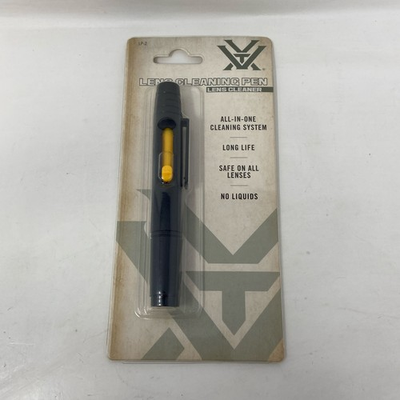 LENS CLEANING PEN
LENS CLEANER
ALL-IN-ONE
CLEANING SYSTEM
LONG LIFE
SAFE ON ALL
LENSES
NO LIQUIDS